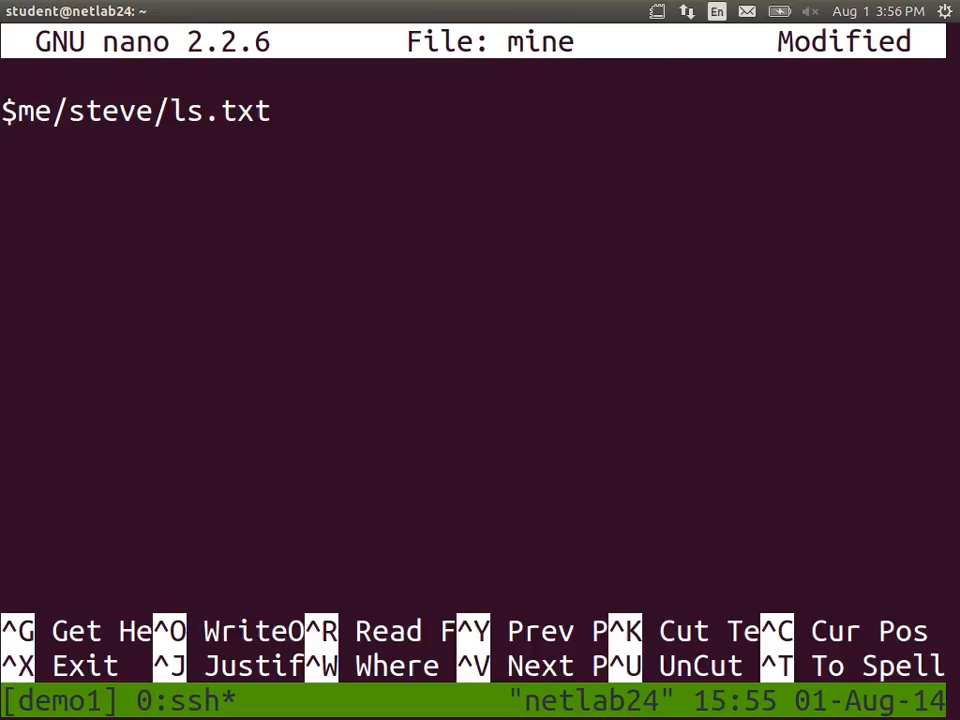 student@netlab24: ~ En Aug 1 3:56 PM
GNU nano 2.2.6 File: mine Modified
$me/steve/ls.txt
^G Get He^O WriteO^R Read F^Y Prev P^K Cut Te^C Cur Pos
^X Exit ^J Justif^W Where ^V Next P^U UnCut ^T To Spell
[demo1] 0:ssh* "netlab24" 15:55 01-Aug-14